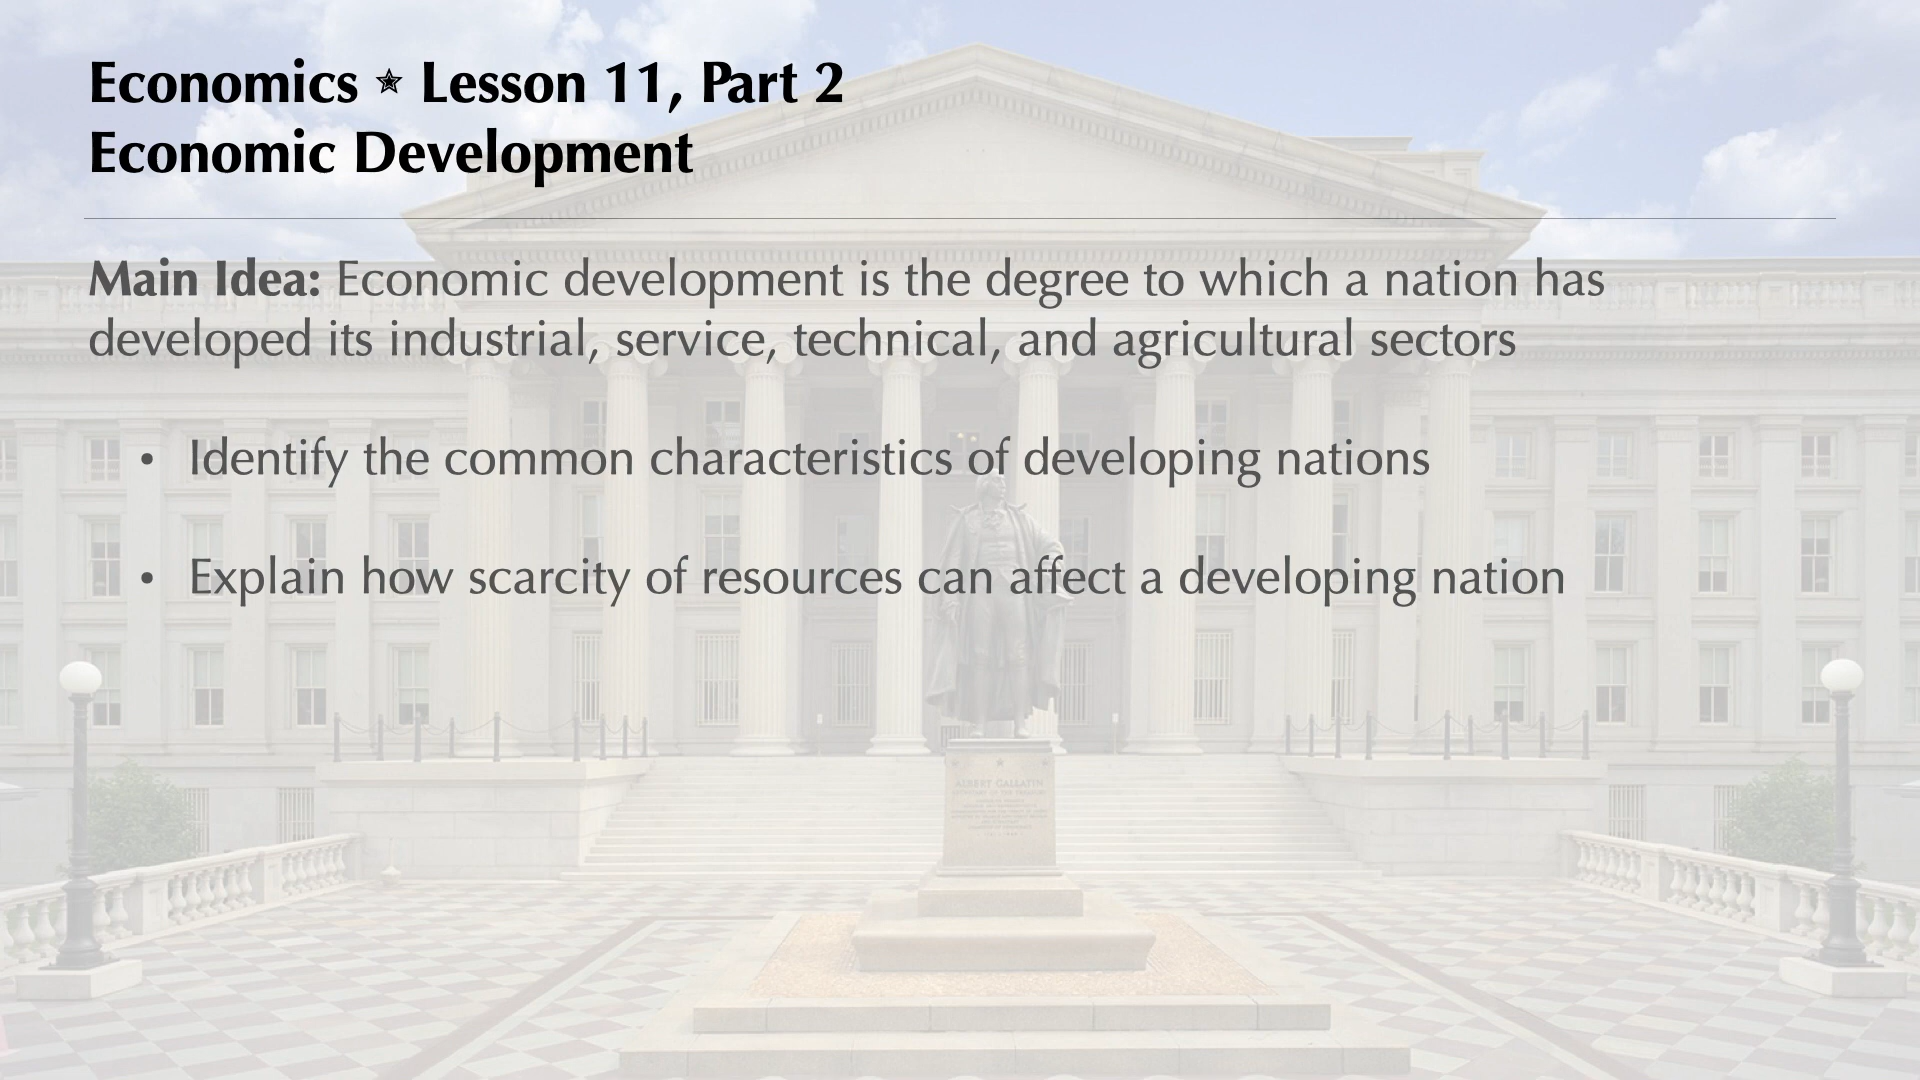 Economics ✯ Lesson 11, Part 2
Economic Development
Main Idea: Economic development is the degree to which a nation has
developed its industrial, service, technical, and agricultural sectors
• Identify the common characteristics of developing nations
• Explain how scarcity of resources can affect a developing nation
ALBERT GALLATIN